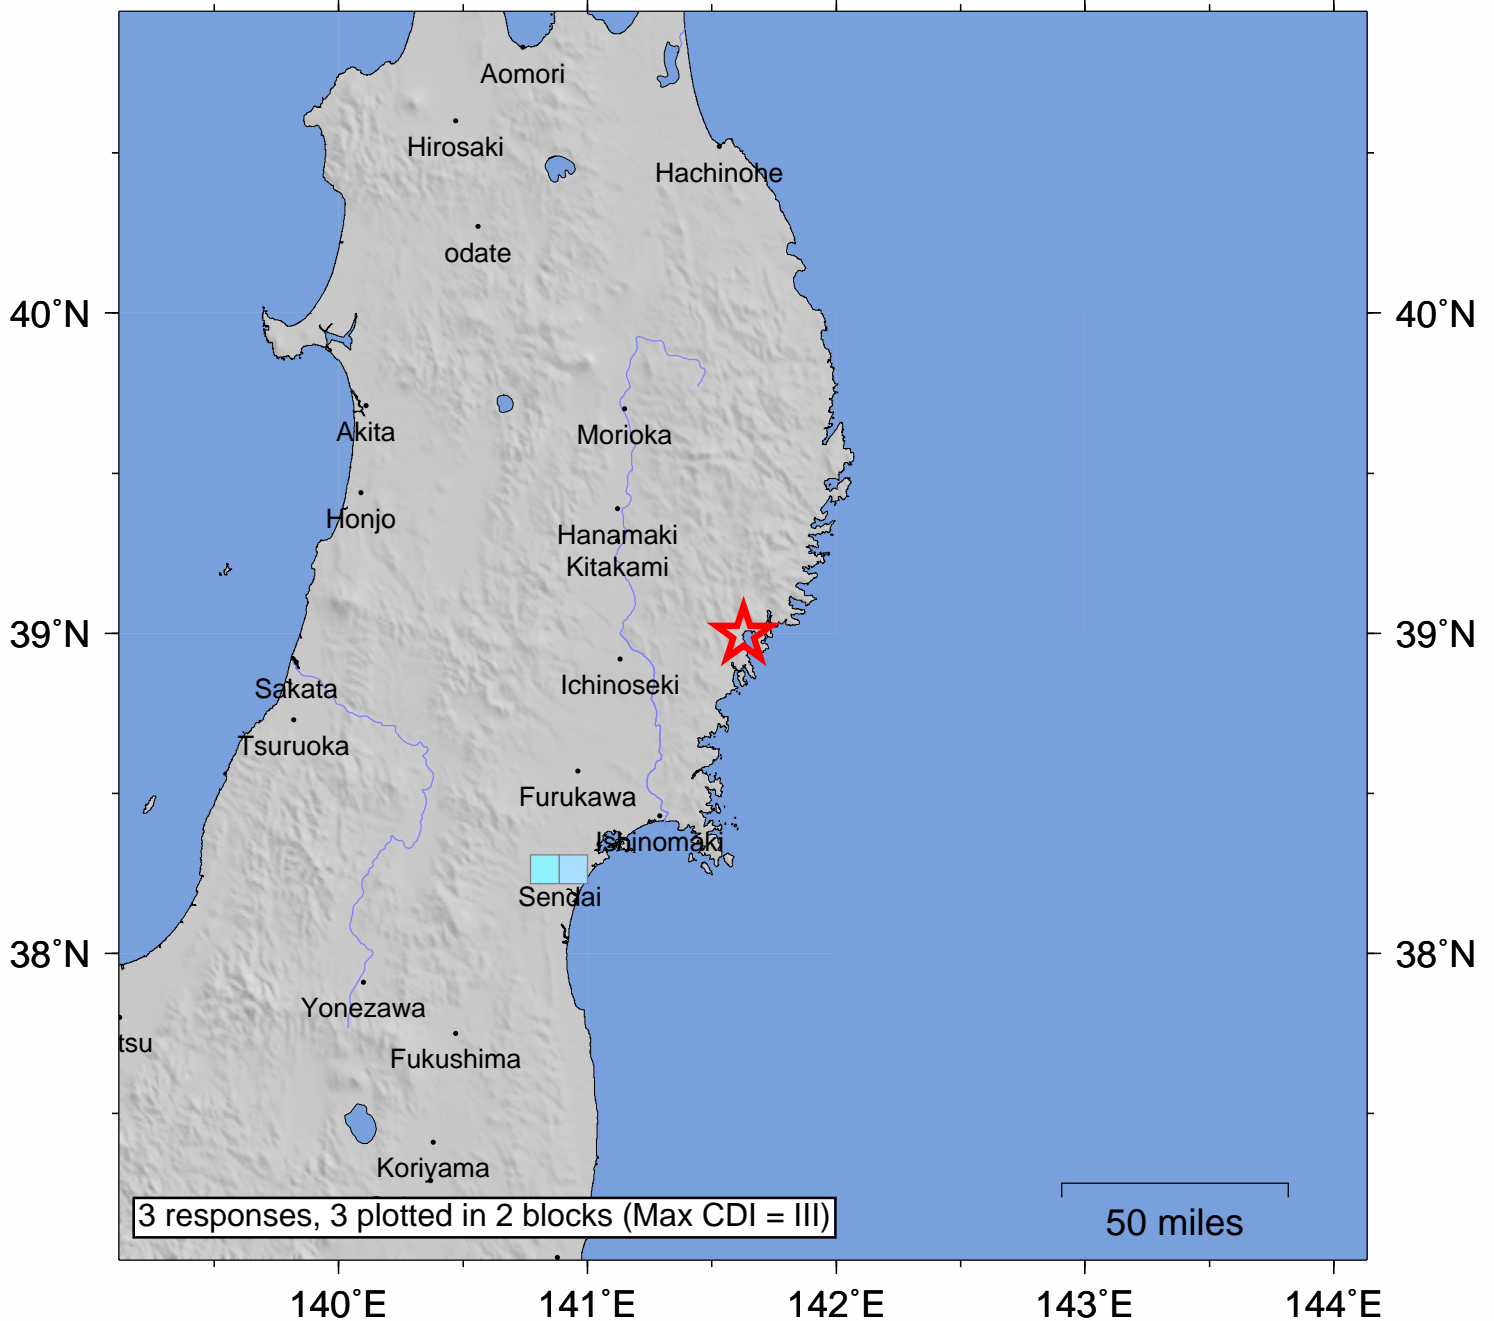 Aomori
Hirosaki
Hachinohe
odate
40°N
40°N
Akita
Morioka
Honjo
Hanamaki
Kitakami
39°N
39°N
Sakata
Ichinoseki
Tsuruoka
Furukawa
Ishinomaki
Sendai
38°N
38°N
Yonezawa
tsu
Fukushima
Koriyama
3 responses, 3 plotted in 2 blocks (Max CDI = III)
50 miles
140°E
141°E
142°E
143°E
144°E